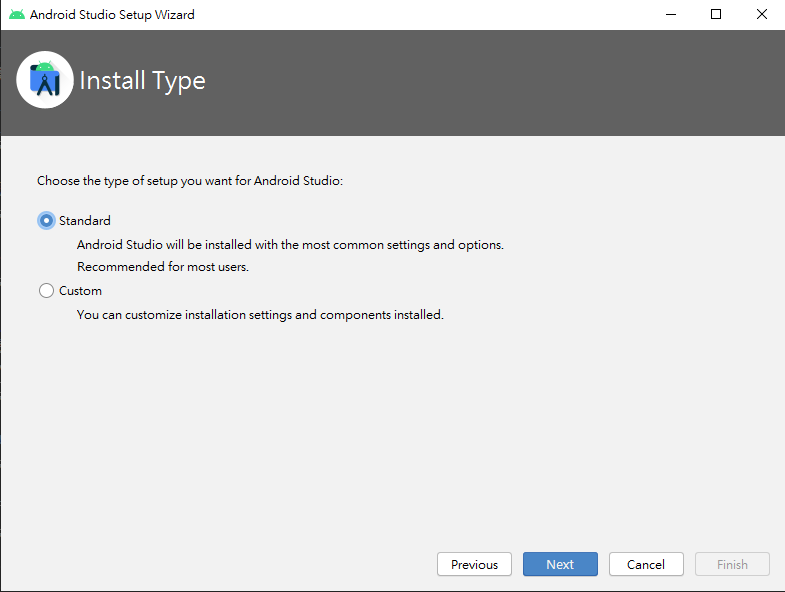 Android Studio Setup Wizard
Install Type
Choose the type of setup you want for Android Studio:
Standard
Android Studio will be installed with the most common settings and options.
Recommended for most users.
Custom
You can customize installation settings and components installed.
Previous
Next
Cancel
Finish